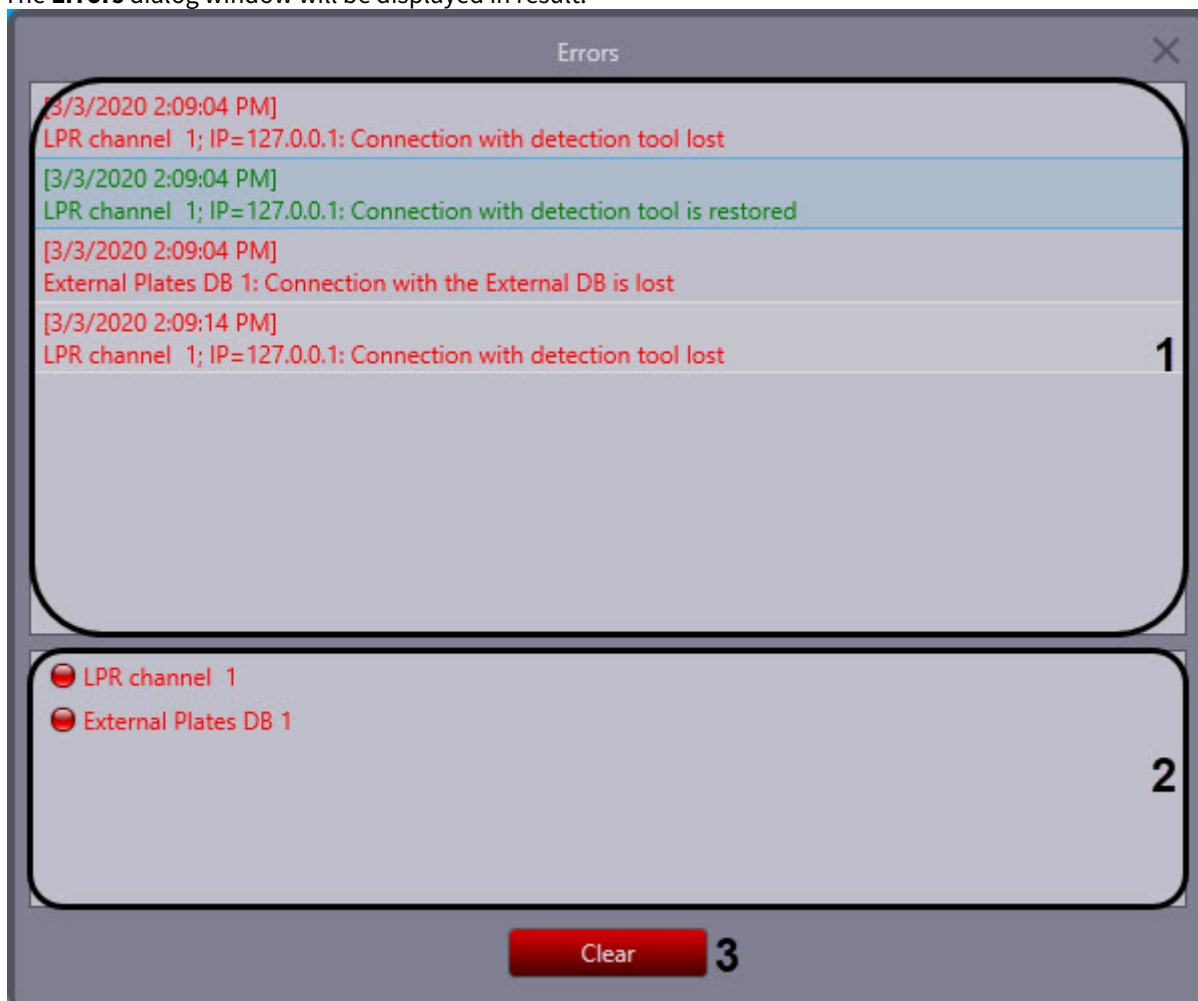 The Errors dialog window will be displayed in result.
Errors
[3/3/2020 2:09:04 PM]
LPR channel 1; IP=127.0.0.1: Connection with detection tool lost
[3/3/2020 2:09:04 PM]
LPR channel 1; IP=127.0.0.1: Connection with detection tool is restored
[3/3/2020 2:09:04 PM]
External Plates DB 1: Connection with the External DB is lost
[3/3/2020 2:09:14 PM]
LPR channel 1; IP=127.0.0.1: Connection with detection tool lost
1
LPR channel 1
External Plates DB 1
2
Clear 3